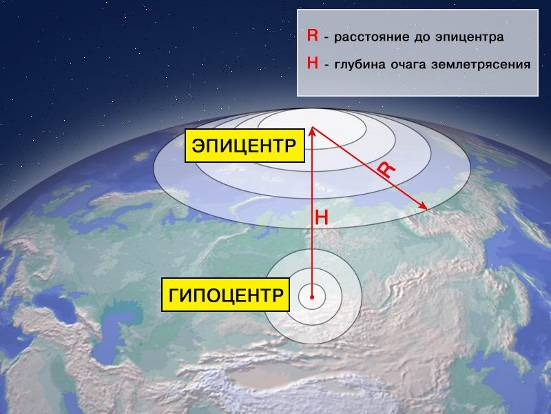 R - расстояние до эпицентра
H - глубина очага землетрясения
ЭПИЦЕНТР
R
H
ГИПОЦЕНТР